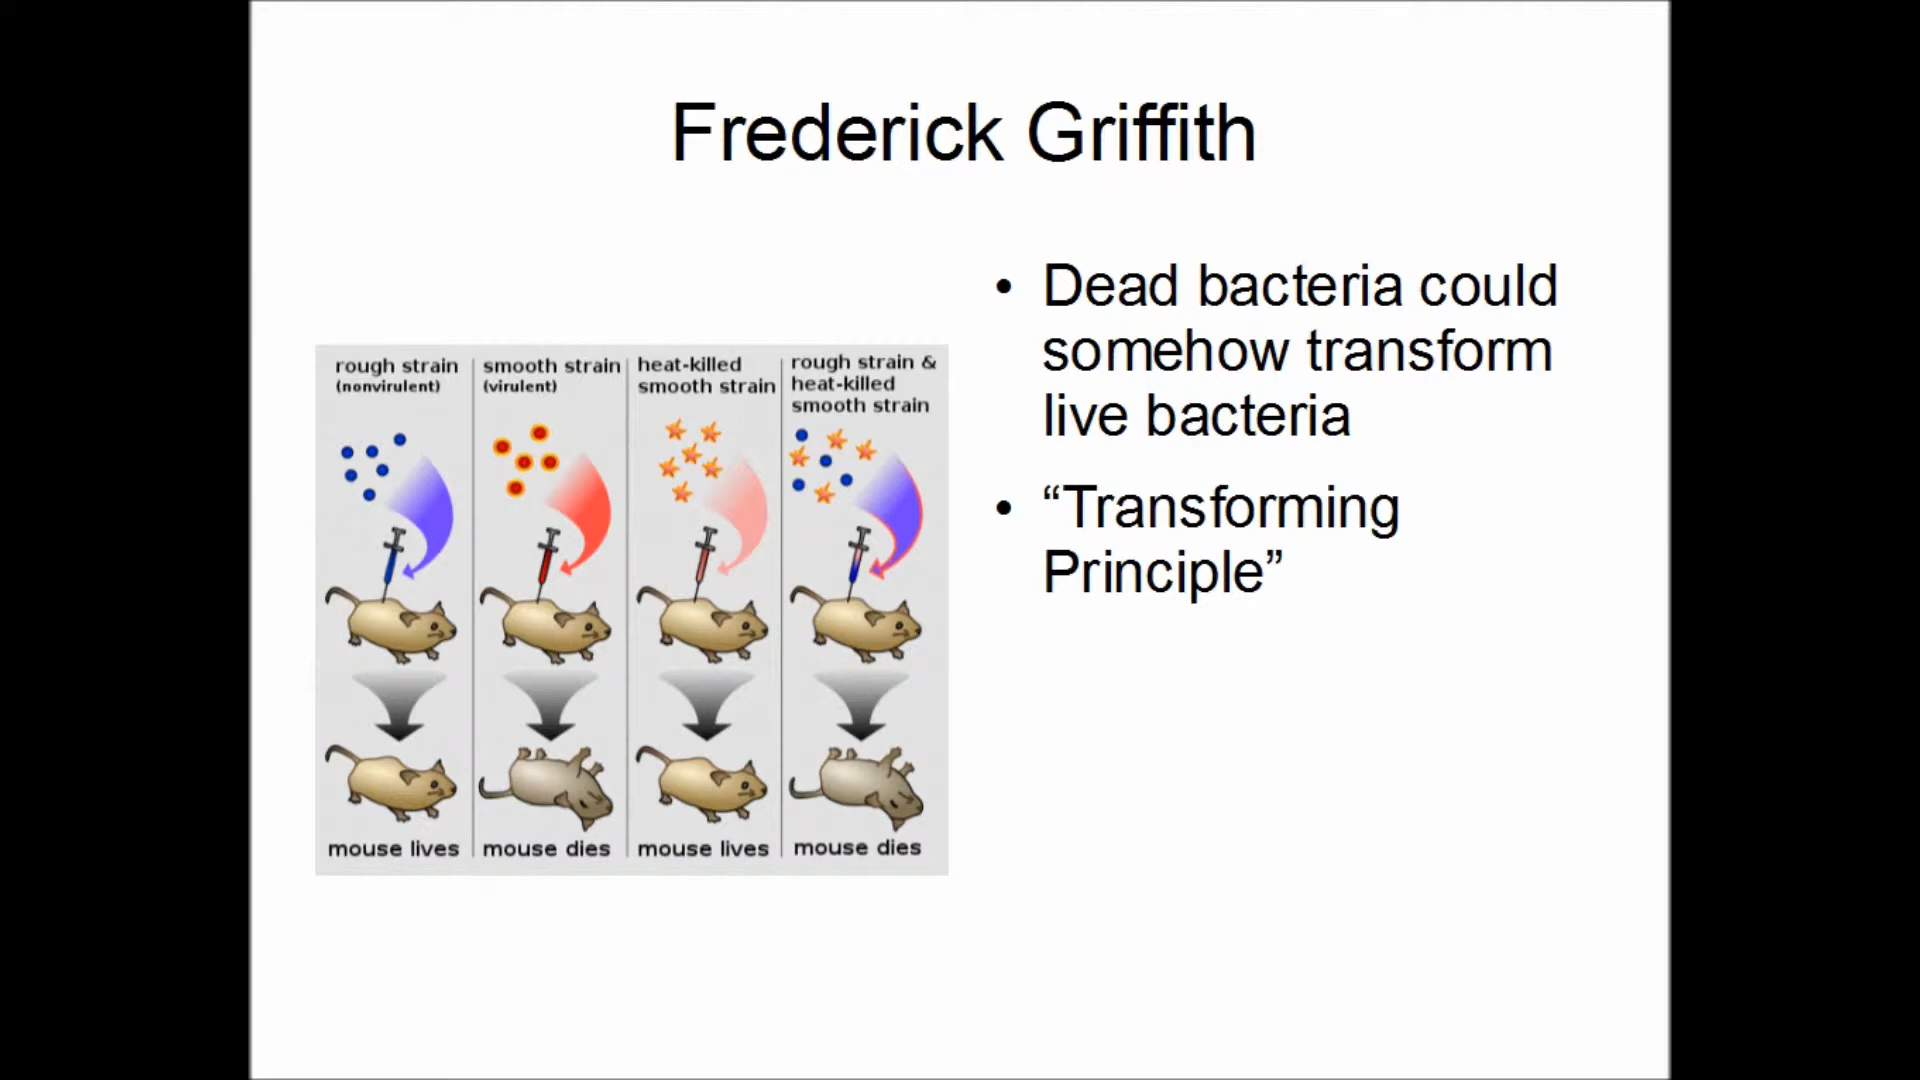 Frederick Griffith
rough strain
(nonvirulent)
smooth strain
(virulent)
heat-killed
smooth strain
rough strain &
heat-killed
smooth strain
mouse lives
mouse dies
mouse lives
mouse dies
• Dead bacteria could
somehow transform
live bacteria
• “Transforming
Principle”